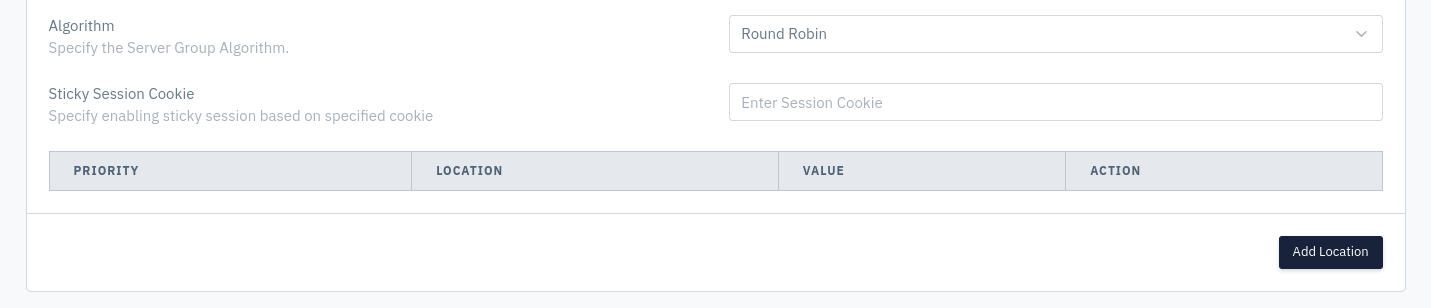 Algorithm
Specify the Server Group Algorithm.
Round Robin
Sticky Session Cookie
Specify enabling sticky session based on specified cookie
Enter Session Cookie
PRIORITY LOCATION VALUE ACTION
Add Location